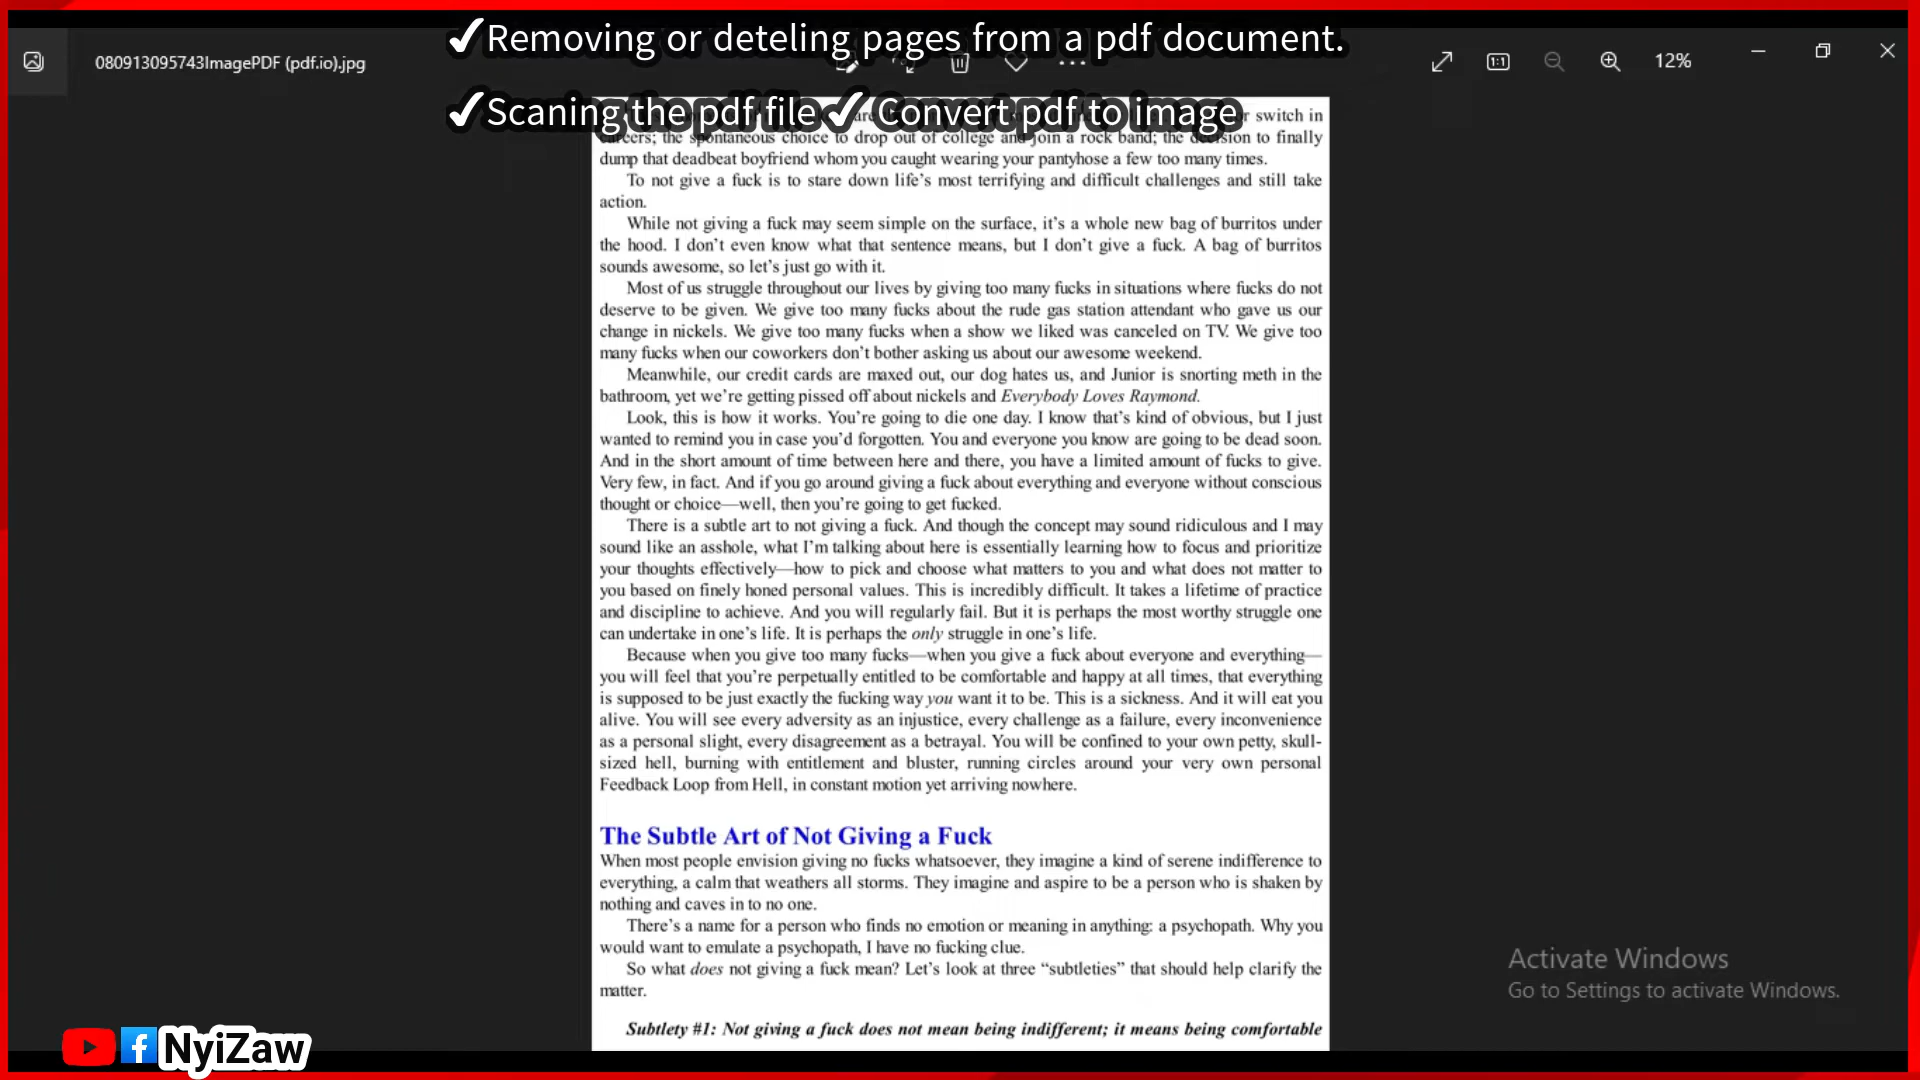 ✓Removing or deteling pages from a pdf document.
080913095743ImagePDF (pdf.io).jpg
12%
✓Scaning the pdf file✓Convert pdf to image
switch in
careers; the spontaneous choice to drop out of college and join a rock band; the decision to finally
dump that deadbeat boyfriend whom you caught wearing your pantyhose a few too many times.
To not give a fuck is to stare down life's most terrifying and difficult challenges and still take
action.
While not giving a fuck may seem simple on the surface, it's a whole new bag of burritos under
the hood. I don't even know what that sentence means, but I don't give a fuck. A bag of burritos
sounds awesome, so let's just go with it.
Most of us struggle throughout our lives by giving too many fucks in situations where fucks do not
deserve to be given. We give too many fucks about the rude gas station attendant who gave us our
change in nickels. We give too many fucks when a show we liked was canceled on TV. We give too
many fucks when our coworkers don't bother asking us about our awesome weekend.
Meanwhile, our credit cards are maxed out, our dog hates us, and Junior is snorting meth in the
bathroom, yet we're getting pissed off about nickels and Everybody Loves Raymond.
Look, this is how it works. You're going to die one day. I know that's kind of obvious, but I just
wanted to remind you in case you'd forgotten. You and everyone you know are going to be dead soon.
And in the short amount of time between here and there, you have a limited amount of fucks to give.
Very few, in fact. And if you go around giving a fuck about everything and everyone without conscious
thought or choice—well, then you're going to get fucked.
There is a subtle art to not giving a fuck. And though the concept may sound ridiculous and I may
sound like an asshole, what I'm talking about here is essentially learning how to focus and prioritize
your thoughts effectively—how to pick and choose what matters to you and what does not matter to
you based on finely honed personal values. This is incredibly difficult. It takes a lifetime of practice
and discipline to achieve. And you will regularly fail. But it is perhaps the most worthy struggle one
can undertake in one's life. It is perhaps the only struggle in one's life.
Because when you give too many fucks—when you give a fuck about everyone and everything—
you will feel that you're perpetually entitled to be comfortable and happy at all times, that everything
is supposed to be just exactly the fucking way you want it to be. This is a sickness. And it will eat you
alive. You will see every adversity as an injustice, every challenge as a failure, every inconvenience
as a personal slight, every disagreement as a betrayal. You will be confined to your own petty, skull-
sized hell, burning with entitlement and bluster, running circles around your very own personal
Feedback Loop from Hell, in constant motion yet arriving nowhere.
The Subtle Art of Not Giving a Fuck
When most people envision giving no fucks whatsoever, they imagine a kind of serene indifference to
everything, a calm that weathers all storms. They imagine and aspire to be a person who is shaken by
nothing and caves in to no one.
There's a name for a person who finds no emotion or meaning in anything: a psychopath. Why you
would want to emulate a psychopath, I have no fucking clue.
So what does not giving a fuck mean? Let's look at three “subtleties” that should help clarify the
matter.
Subtlety #1: Not giving a fuck does not mean being indifferent; it means being comfortable
Activate Windows
Go to Settings to activate Windows.
NyiZaw